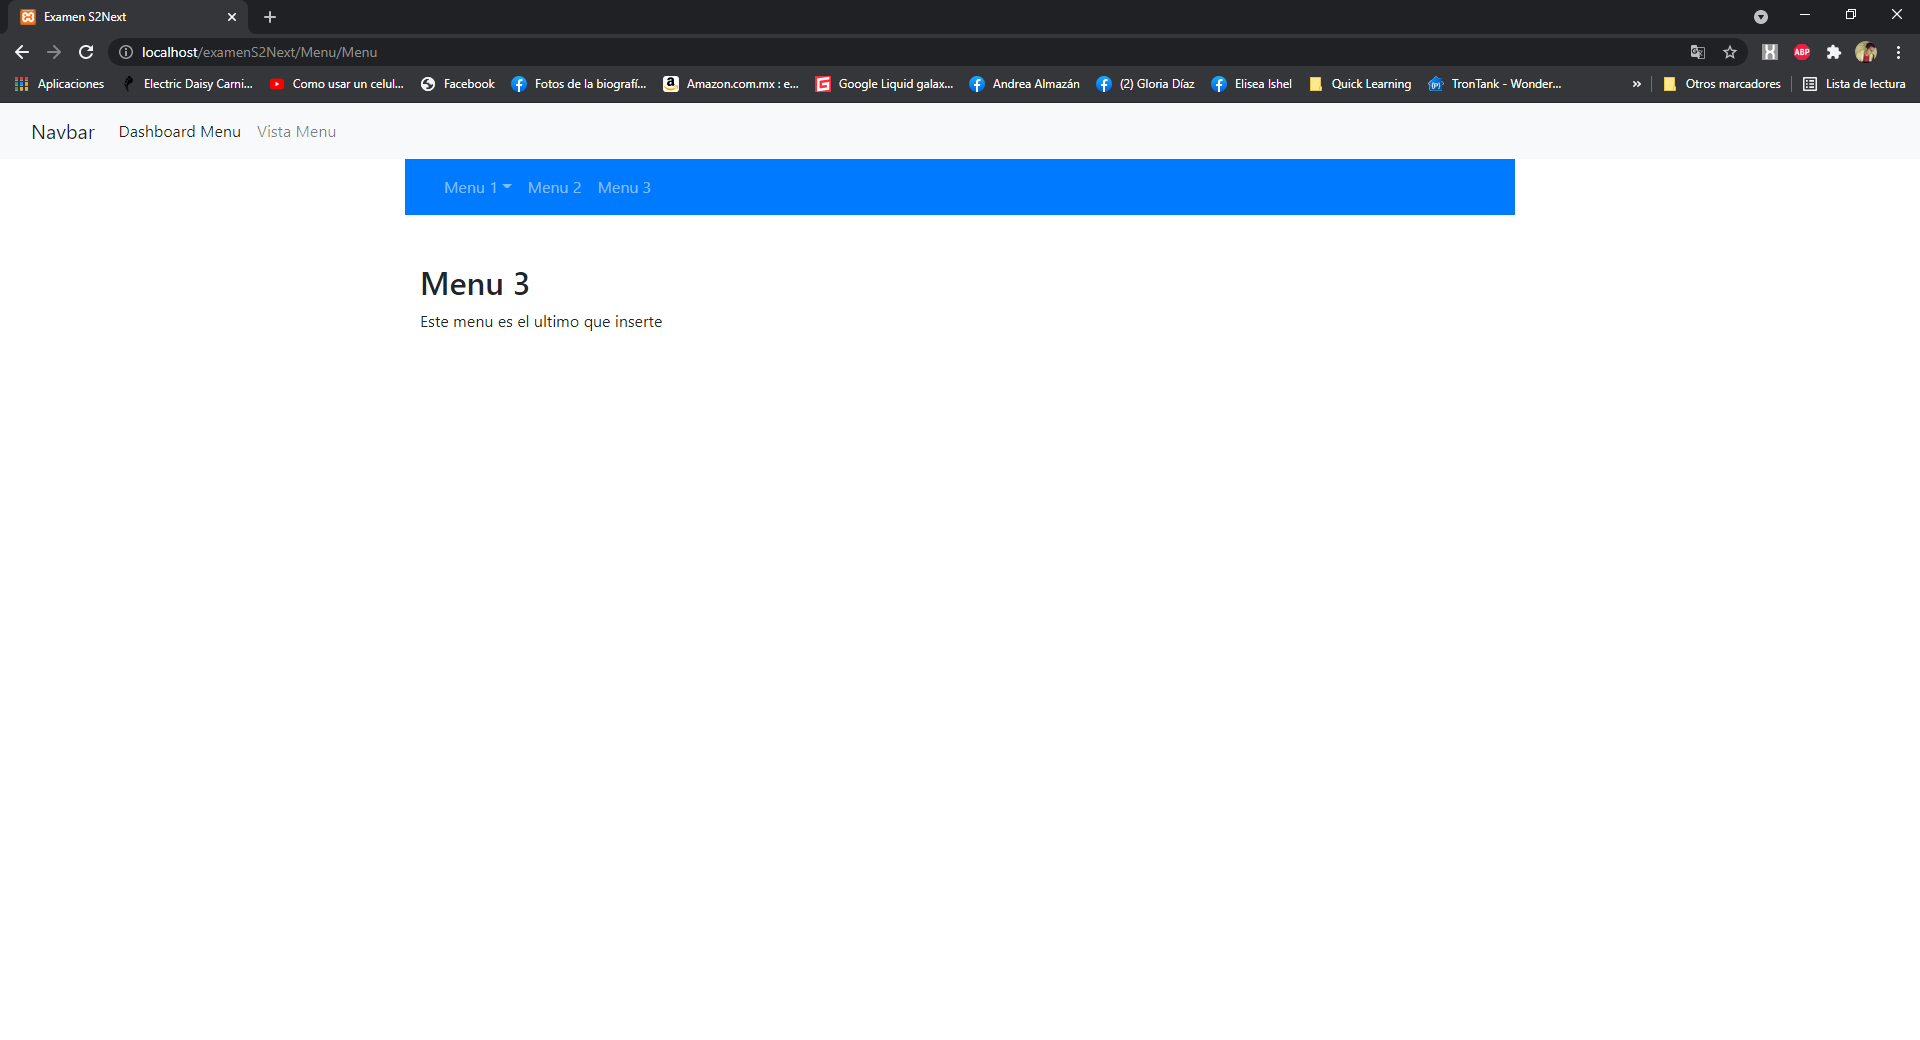 Examen S2Next
localhost/examenS2Next/Menu/Menu
Aplicaciones Electric Daisy Carni... Como usar un celul... Facebook Fotos de la biografí... Amazon.com.mx : e... Google Liquid galax... Andrea Almazán (2) Gloria Díaz Elisea Ishel Quick Learning TronTank - Wonder... » Otros marcadores Lista de lectura
ABP
Navbar Dashboard Menu Vista Menu
Menu 1 Menu 2 Menu 3
Menu 3
Este menu es el ultimo que inserte